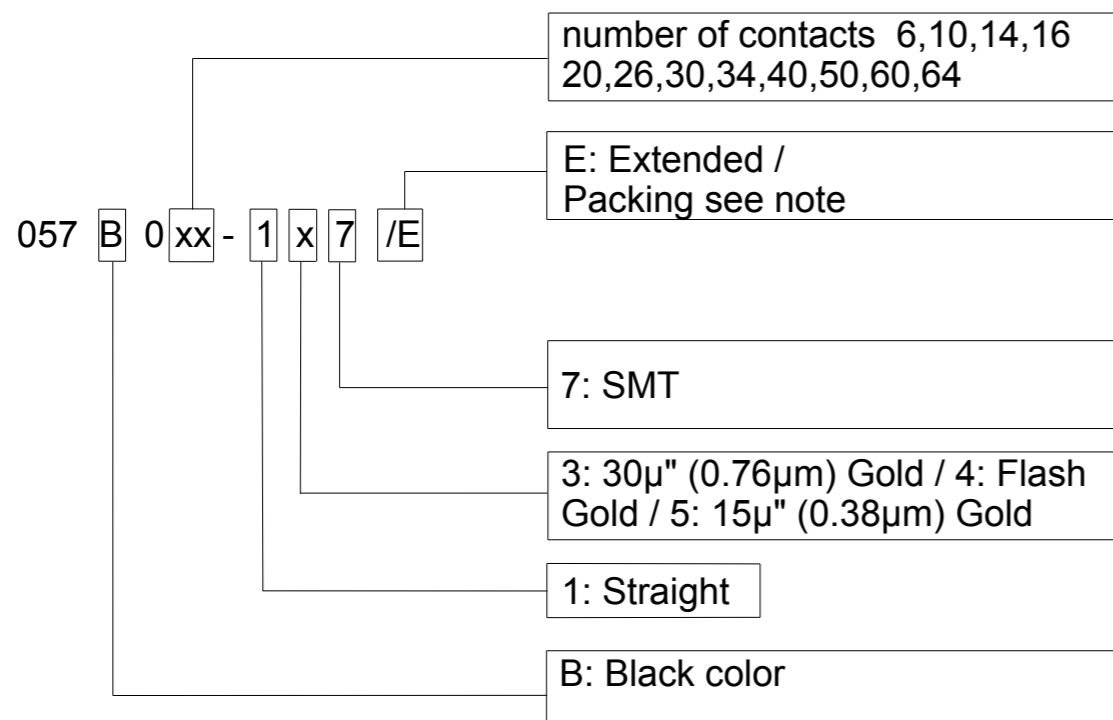 number of contacts 6,10,14,16
20,26,30,34,40,50,60,64
E: Extended /
Packing see note
057 B 0 xx - 1 x 7 /E
7: SMT
3: 30µ" (0.76µm) Gold / 4: Flash
Gold / 5: 15µ" (0.38µm) Gold
1: Straight
B: Black color